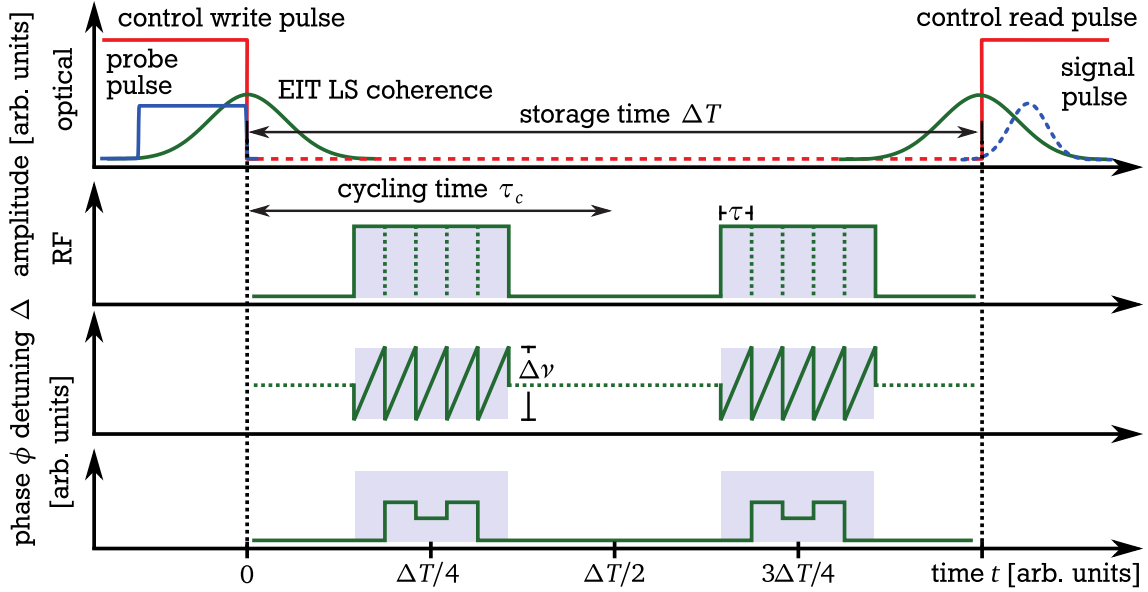 control write pulse
control read pulse
probe
pulse
EIT LS coherence
signal
pulse
storage time ΔT
optical
amplitude [arb. units]
cycling time τc
τ
RF
Δν
detuning Δ
phase ϕ
[arb. units]
0
ΔT/4
ΔT/2
3ΔT/4
time t [arb. units]